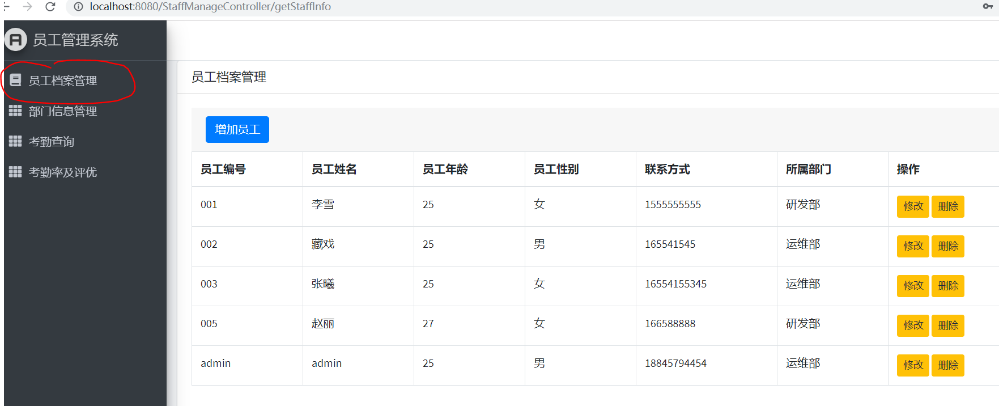 localhost:8080/StaffManageController/getStaffInfo
员工管理系统
员工档案管理
部门信息管理
考勤查询
考勤率及评优
员工档案管理
增加员工
员工编号 员工姓名 员工年龄 员工性别 联系方式 所属部门 操作
001 李雪 25 女 1555555555 研发部 修改 删除
002 藏戏 25 男 165541545 运维部 修改 删除
003 张曦 25 女 16554155345 运维部 修改 删除
005 赵丽 27 女 166588888 研发部 修改 删除
admin admin 25 男 18845794454 运维部 修改 删除